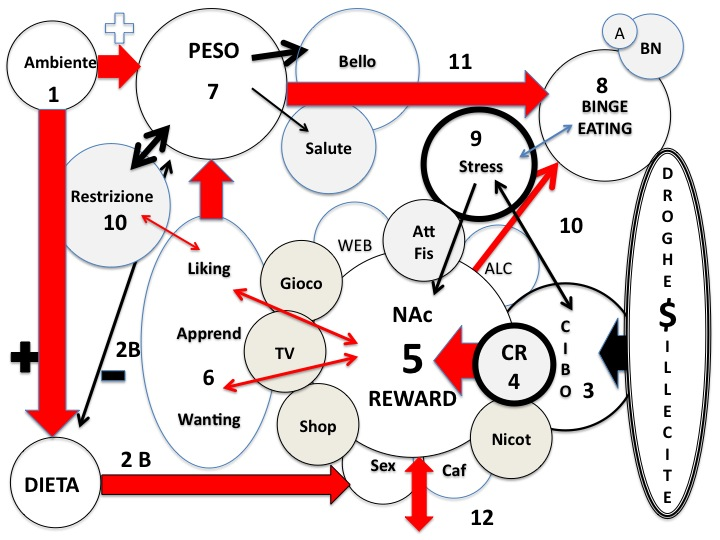 Ambiente
1
PESO
7
Bello
11
8
BINGE
EATING
A
BN
Salute
9
Stress
Restrizione
10
Liking
WEB
Att
Fis
ALC
10
Gioco
NAc
5
REWARD
TV
Apprend
6
Wanting
2B
CR
4
C
I
B
O
3
D
R
O
G
H
E
$
I
L
L
E
C
I
T
E
Shop
Nicot
Sex
Caf
12
DIETA
2 B